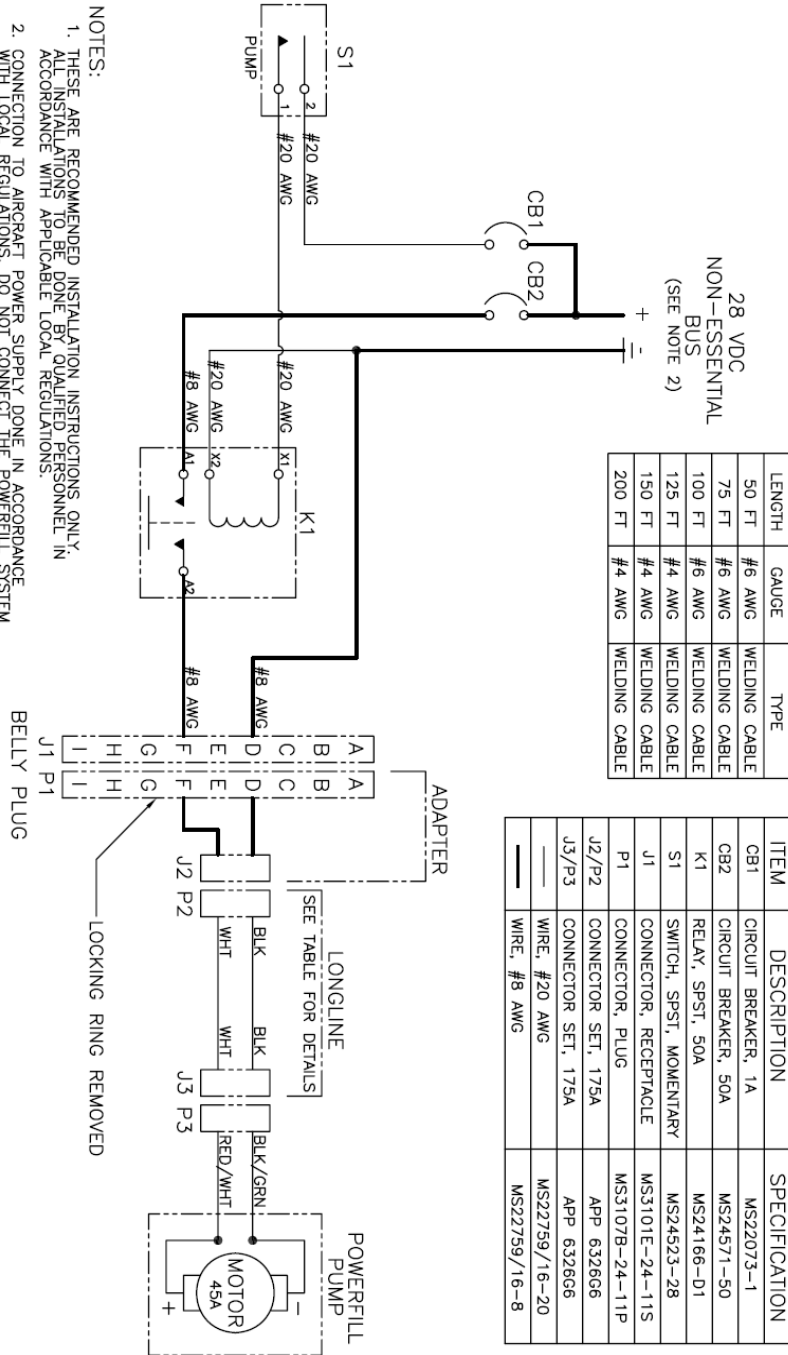 28 VDC
NON-ESSENTIAL
BUS
(SEE NOTE 2)
+
-
CB1
CB2
S1
PUMP
2
1
#20 AWG
#20 AWG
#20 AWG
#20 AWG
#8 AWG
X1
X2
A1
A2
K1
#8 AWG
#8 AWG
A
B
C
D
E
F
G
H
I
A
B
C
D
E
F
G
H
I
J1 P1
BELLY PLUG
ADAPTER
LOCKING RING REMOVED
J2 P2
LONGLINE
SEE TABLE FOR DETAILS
BLK
BLK
WHT
WHT
J3 P3
BLK/GRN
RED/WHT
POWERFILL
PUMP
-
MOTOR
45A
+
LENGTH GAUGE TYPE
50 FT #6 AWG WELDING CABLE
75 FT #6 AWG WELDING CABLE
100 FT #6 AWG WELDING CABLE
125 FT #4 AWG WELDING CABLE
150 FT #4 AWG WELDING CABLE
200 FT #4 AWG WELDING CABLE
ITEM DESCRIPTION SPECIFICATION
CB1 CIRCUIT BREAKER, 1A MS22073-1
CB2 CIRCUIT BREAKER, 50A MS24571-50
K1 RELAY, SPST, 50A MS24166-D1
S1 SWITCH, SPST, MOMENTARY MS24523-28
J1 CONNECTOR, RECEPTACLE MS3101E-24-11S
P1 CONNECTOR, PLUG MS3107B-24-11P
J2/P2 CONNECTOR SET, 175A APP 6326G6
J3/P3 CONNECTOR SET, 175A APP 6326G6
WIRE, #20 AWG MS22759/16-20
WIRE, #8 AWG MS22759/16-8
NOTES:
1. THESE ARE RECOMMENDED INSTALLATION INSTRUCTIONS ONLY.
ALL INSTALLATIONS TO BE DONE BY QUALIFIED PERSONNEL IN
ACCORDANCE WITH APPLICABLE LOCAL REGULATIONS.
2. CONNECTION TO AIRCRAFT POWER SUPPLY DONE IN ACCORDANCE
WITH LOCAL REGULATIONS. DO NOT CONNECT THE POWERFILL SYSTEM